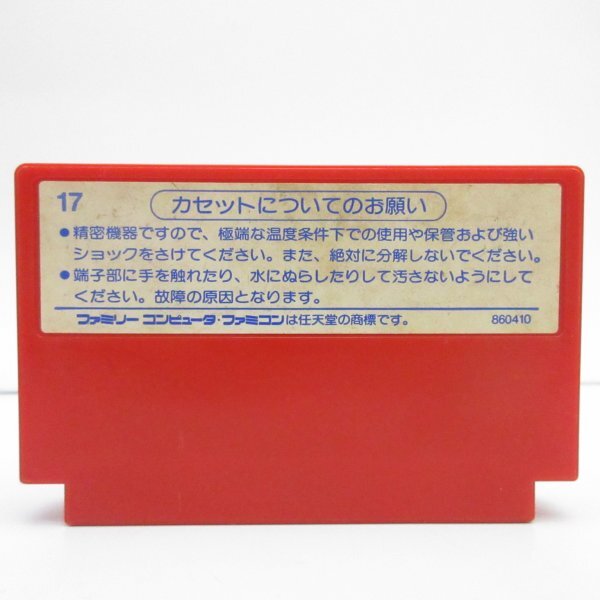 17
カセットについてのお願い
●精密機器ですので、極端な温度条件下での使用や保管および強い
ショックをさけてください。また、絶対に分解しないでください。
●端子部に手を触れたり、水にぬらしたりして汚さないようにして
ください。故障の原因となります。
ファミリー コンピュータ・ファミコンは任天堂の商標です。
860410